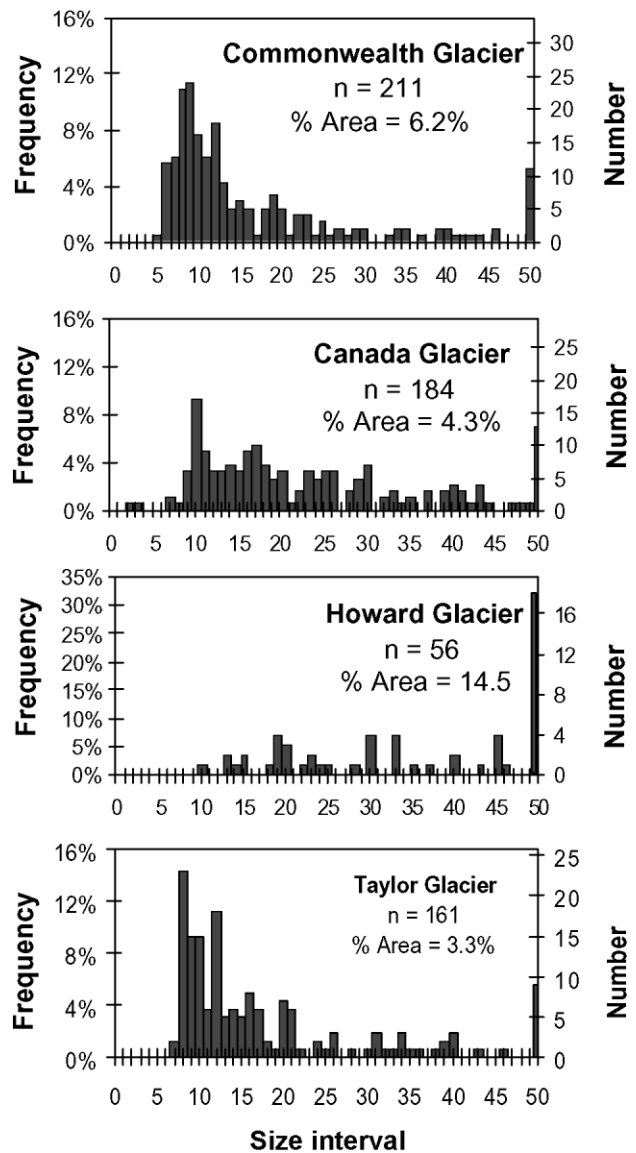 16%
12%
8%
4%
0%
Frequency
Commonwealth Glacier
n = 211
% Area = 6.2%
30
25
20
15
10
5
0
Number
0 5 10 15 20 25 30 35 40 45 50
16%
12%
8%
4%
0%
Frequency
Canada Glacier
n = 184
% Area = 4.3%
25
20
15
10
5
0
Number
0 5 10 15 20 25 30 35 40 45 50
35%
30%
25%
20%
15%
10%
5%
0%
Frequency
Howard Glacier
n = 56
% Area = 14.5
16
12
8
4
0
Number
0 5 10 15 20 25 30 35 40 45 50
16%
12%
8%
4%
0%
Frequency
Taylor Glacier
n = 161
% Area = 3.3%
25
20
15
10
5
0
Number
0 5 10 15 20 25 30 35 40 45 50
Size interval